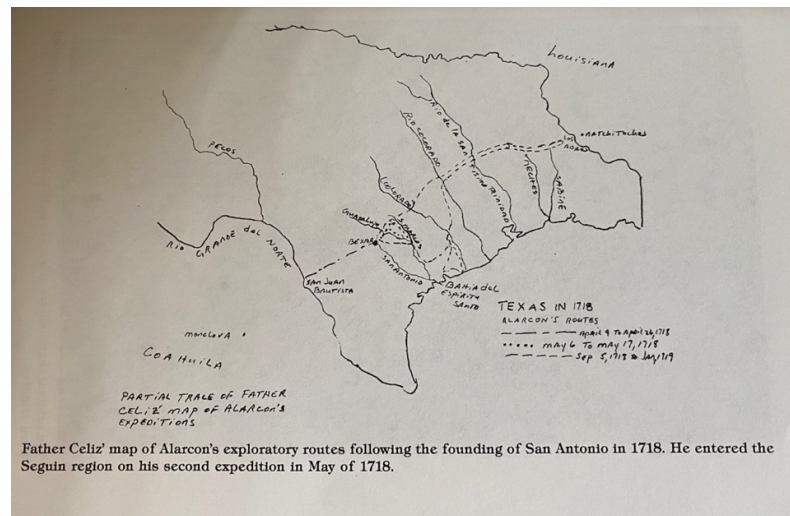 Louisiana
NATCHITOCHES
LOS
ADAES
PECOS
RIO COLORADO
RIO de la SANTISIMA TRINIDAD
NECHES
SABINE
COLORADO
GUADALUPE
BEXAR
SAN ANTONIO
RIO GRANDE del NORTE
SAN JUAN
BAUTISTA
BAHIA del
ESPIRITU
SANTO
TEXAS IN 1718
ALARCON'S ROUTES
APRIL 9 TO APRIL 26, 1718
MAY 6 TO MAY 17, 1718
SEP 5, 1718 to JAN, 1719
monclova
COAHUILA
PARTIAL TRACE OF FATHER
CELIZ' MAP OF ALARCON'S
EXPEDITIONS
Father Celiz' map of Alarcon's exploratory routes following the founding of San Antonio in 1718. He entered the
Seguin region on his second expedition in May of 1718.